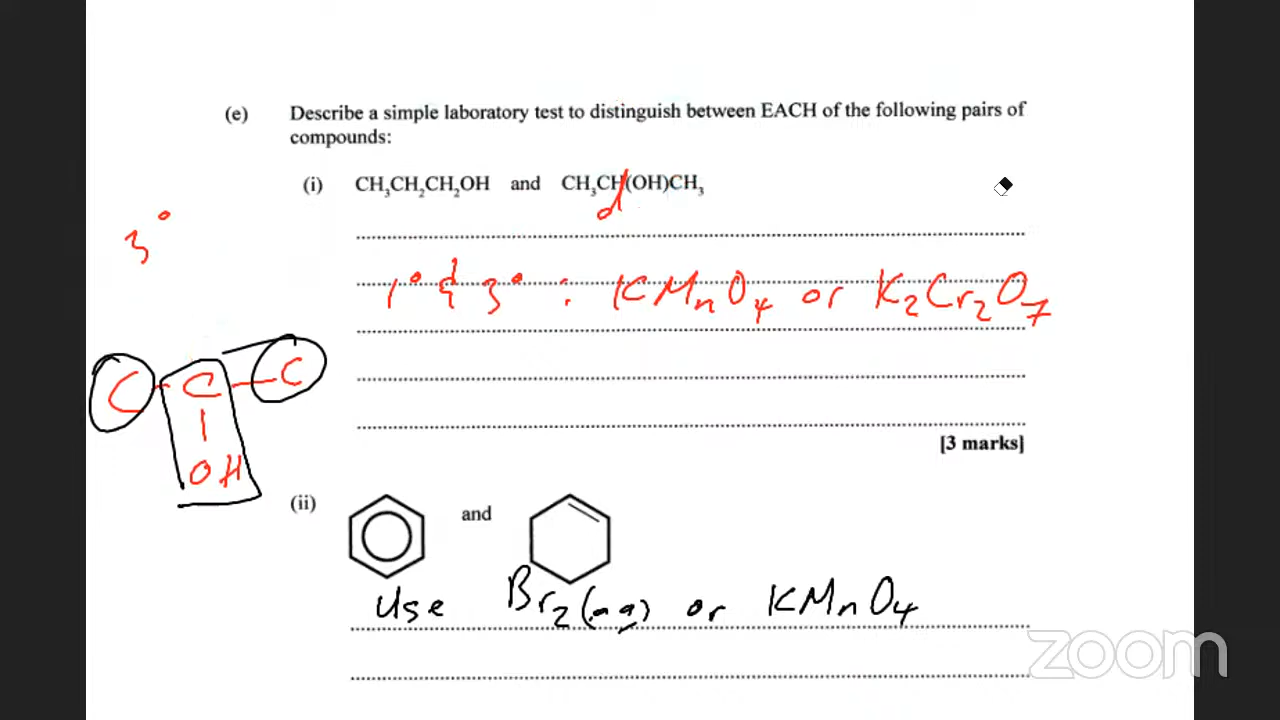 (e) Describe a simple laboratory test to distinguish between EACH of the following pairs of
compounds:
(i) CH₃CH₂CH₂OH and CH₃CH(OH)CH₃
d
3°
1° & 3° : KMnO₄ or K₂Cr₂O₇
C - C - C
OH
[3 marks]
(ii) and
Use Br₂(aq) or KMnO₄
zoom